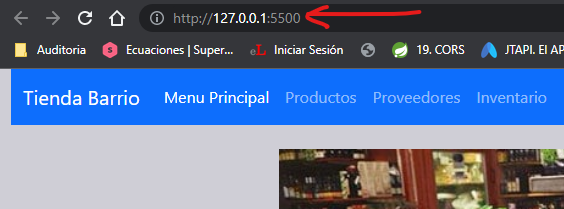 http://127.0.0.1:5500
Auditoria Ecuaciones | Super... eL Iniciar Sesión 19. CORS JTAPI. El AP
Tienda Barrio Menu Principal Productos Proveedores Inventario